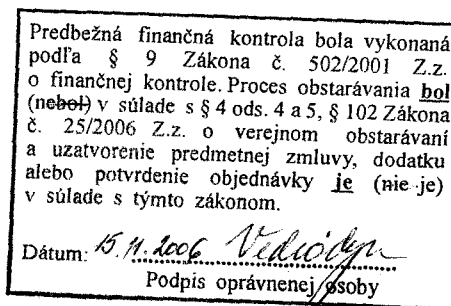 Predbežná finančná kontrola bola vykonaná
podľa § 9 Zákona č. 502/2001 Z.z.
o finančnej kontrole. Proces obstarávania bol
(nebol) v súlade s § 4 ods. 4 a 5, § 102 Zákona
č. 25/2006 Z.z. o verejnom obstarávaní
a uzatvorenie predmetnej zmluvy, dodatku
alebo potvrdenie objednávky je (nie je)
v súlade s týmto zákonom.
Dátum: 15.11.2006
Podpis oprávnenej osoby